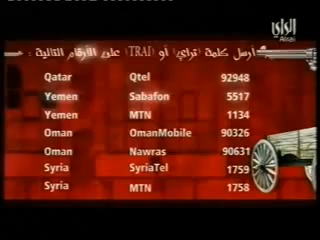 الراي
Alrai
أرسل كلمة (تراي) أو (TRAI) على الأرقام التالية :
Qatar Qtel 92948
Yemen Sabafon 5517
Yemen MTN 1134
Oman OmanMobile 90326
Oman Nawras 90631
Syria SyriaTel 1759
Syria MTN 1758